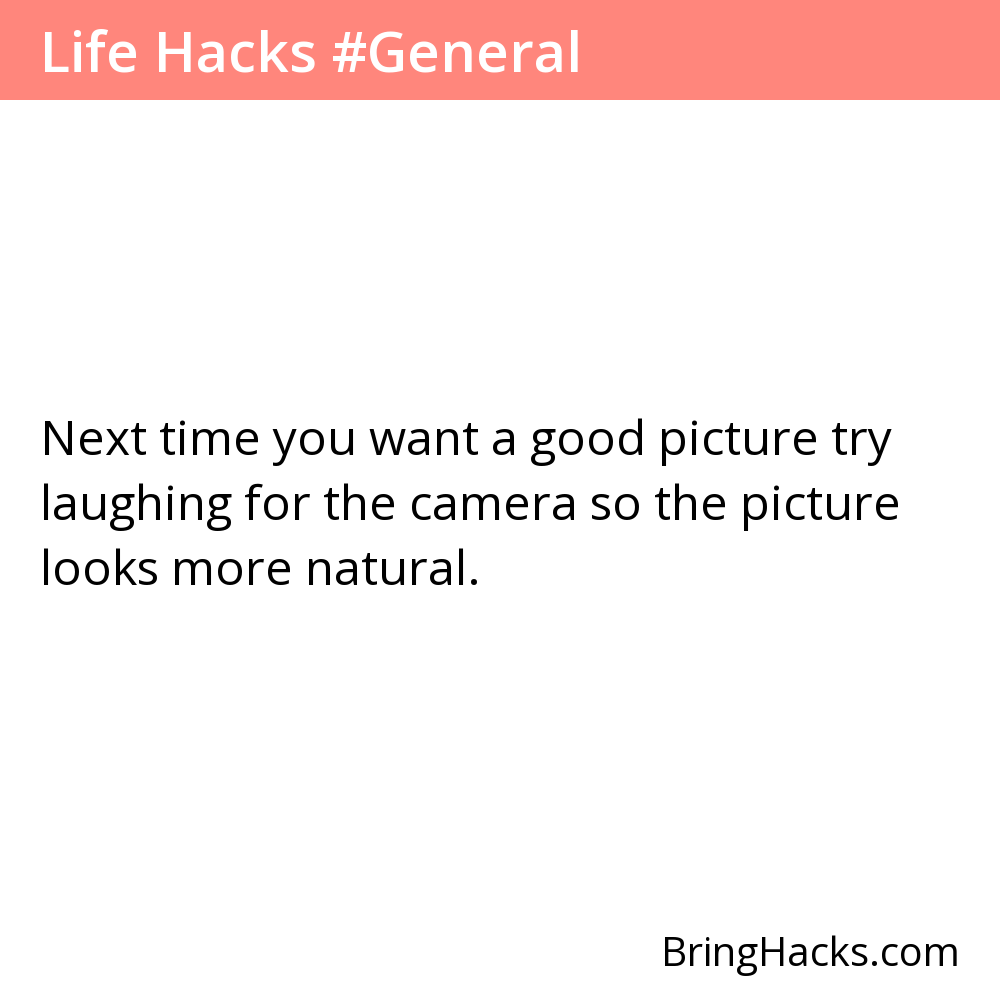 Life Hacks #General
Next time you want a good picture try
laughing for the camera so the picture
looks more natural.
BringHacks.com